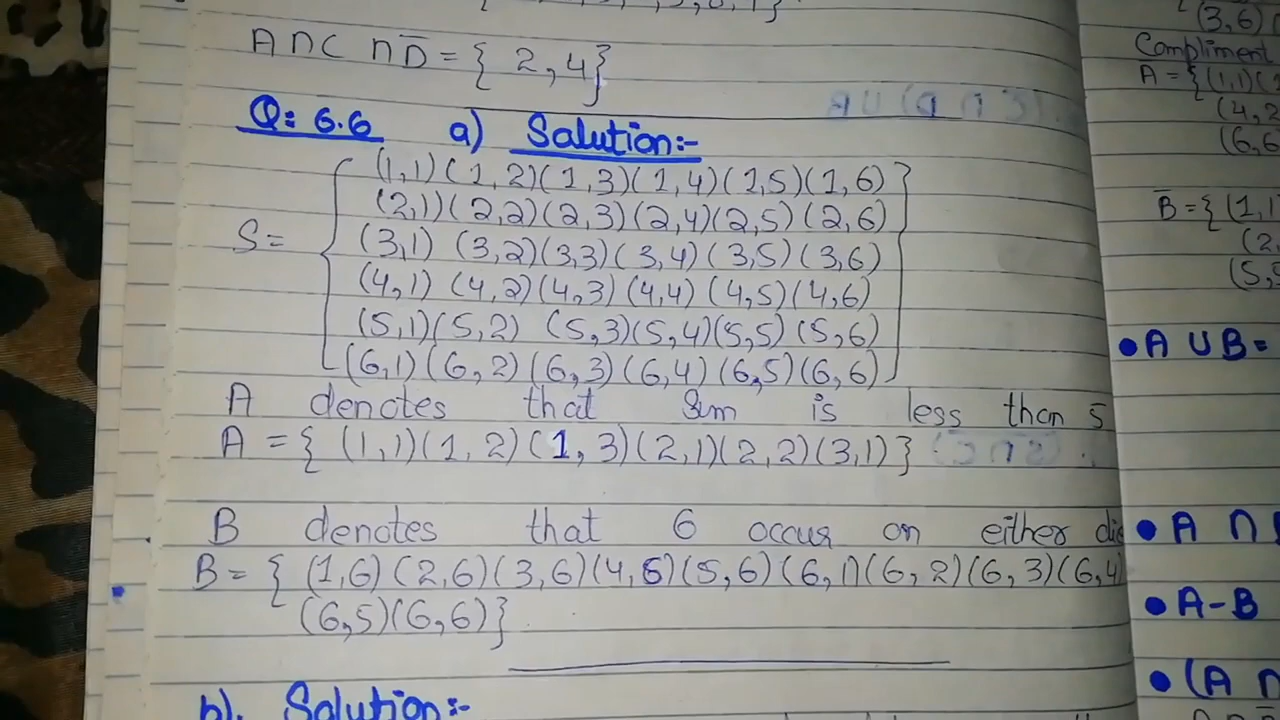 A∩C ∩D̅ = { 2, 4}
Q: 6.6 a) Salution:-
(1,1)(1,2)(1,3)(1,4)(1,5)(1,6)
(2,1)(2,2)(2,3)(2,4)(2,5)(2,6)
S= (3,1) (3,2)(3,3)(3,4)(3,5)(3,6)
(4,1) (4,2)(4,3)(4,4)(4,5)(4,6)
(5,1)(5,2) (5,3)(5,4)(5,5)(5,6)
(6,1)(6,2)(6,3)(6,4)(6,5)(6,6)
A denotes that Sum is less than 5
A = { (1,1)(1,2)(1,3)(2,1)(2,2)(3,1)}
B denotes that 6 occus on either die
B = { (1,6)(2,6)(3,6)(4,6)(5,6)(6,1)(6,2)(6,3)(6,4)
(6,5)(6,6)}
b). Salution:-
(3,6)
Compliment
A = {(1,1)(
(4,2
(6,6
B̅ = { (1,1
(2,
(5,5
• A ∪ B =
• A ∩
• A-B
• (A ∩